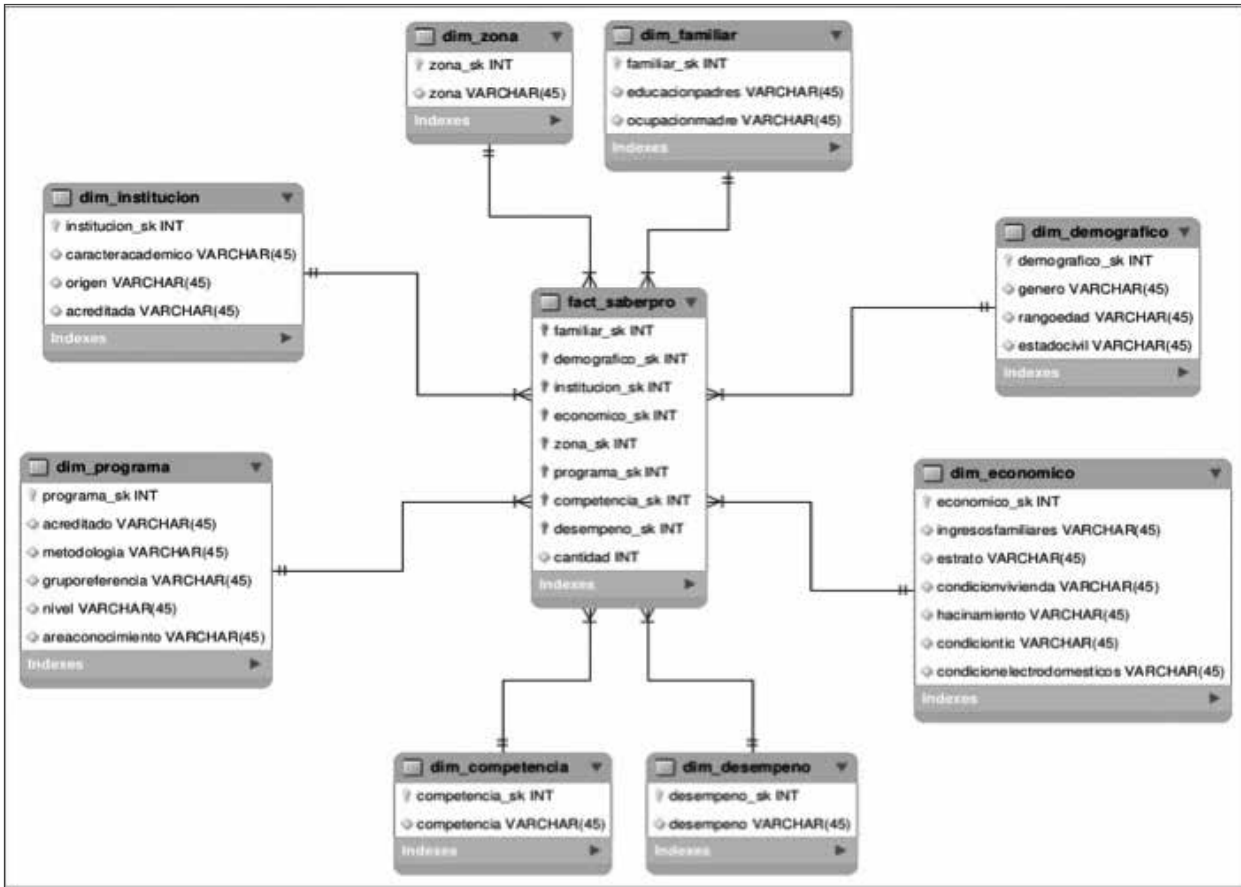 dim_zona
zona_sk INT
zona VARCHAR(45)
Indexes
dim_familiar
familiar_sk INT
educacionpadres VARCHAR(45)
ocupacionmadre VARCHAR(45)
Indexes
dim_institucion
institucion_sk INT
caracteracademico VARCHAR(45)
origen VARCHAR(45)
acreditada VARCHAR(45)
Indexes
dim_demografico
demografico_sk INT
genero VARCHAR(45)
rangoedad VARCHAR(45)
estadocivil VARCHAR(45)
Indexes
fact_saberpro
familiar_sk INT
demografico_sk INT
institucion_sk INT
economico_sk INT
zona_sk INT
programa_sk INT
competencia_sk INT
desempeno_sk INT
cantidad INT
Indexes
dim_programa
programa_sk INT
acreditado VARCHAR(45)
metodologia VARCHAR(45)
gruporeferencia VARCHAR(45)
nivel VARCHAR(45)
areaconocimiento VARCHAR(45)
Indexes
dim_economico
economico_sk INT
ingresosfamiliares VARCHAR(45)
estrato VARCHAR(45)
condicionvivienda VARCHAR(45)
hacinamiento VARCHAR(45)
condiciontic VARCHAR(45)
condicionelectrodomesticos VARCHAR(45)
Indexes
dim_competencia
competencia_sk INT
competencia VARCHAR(45)
Indexes
dim_desempeno
desempeno_sk INT
desempeno VARCHAR(45)
Indexes